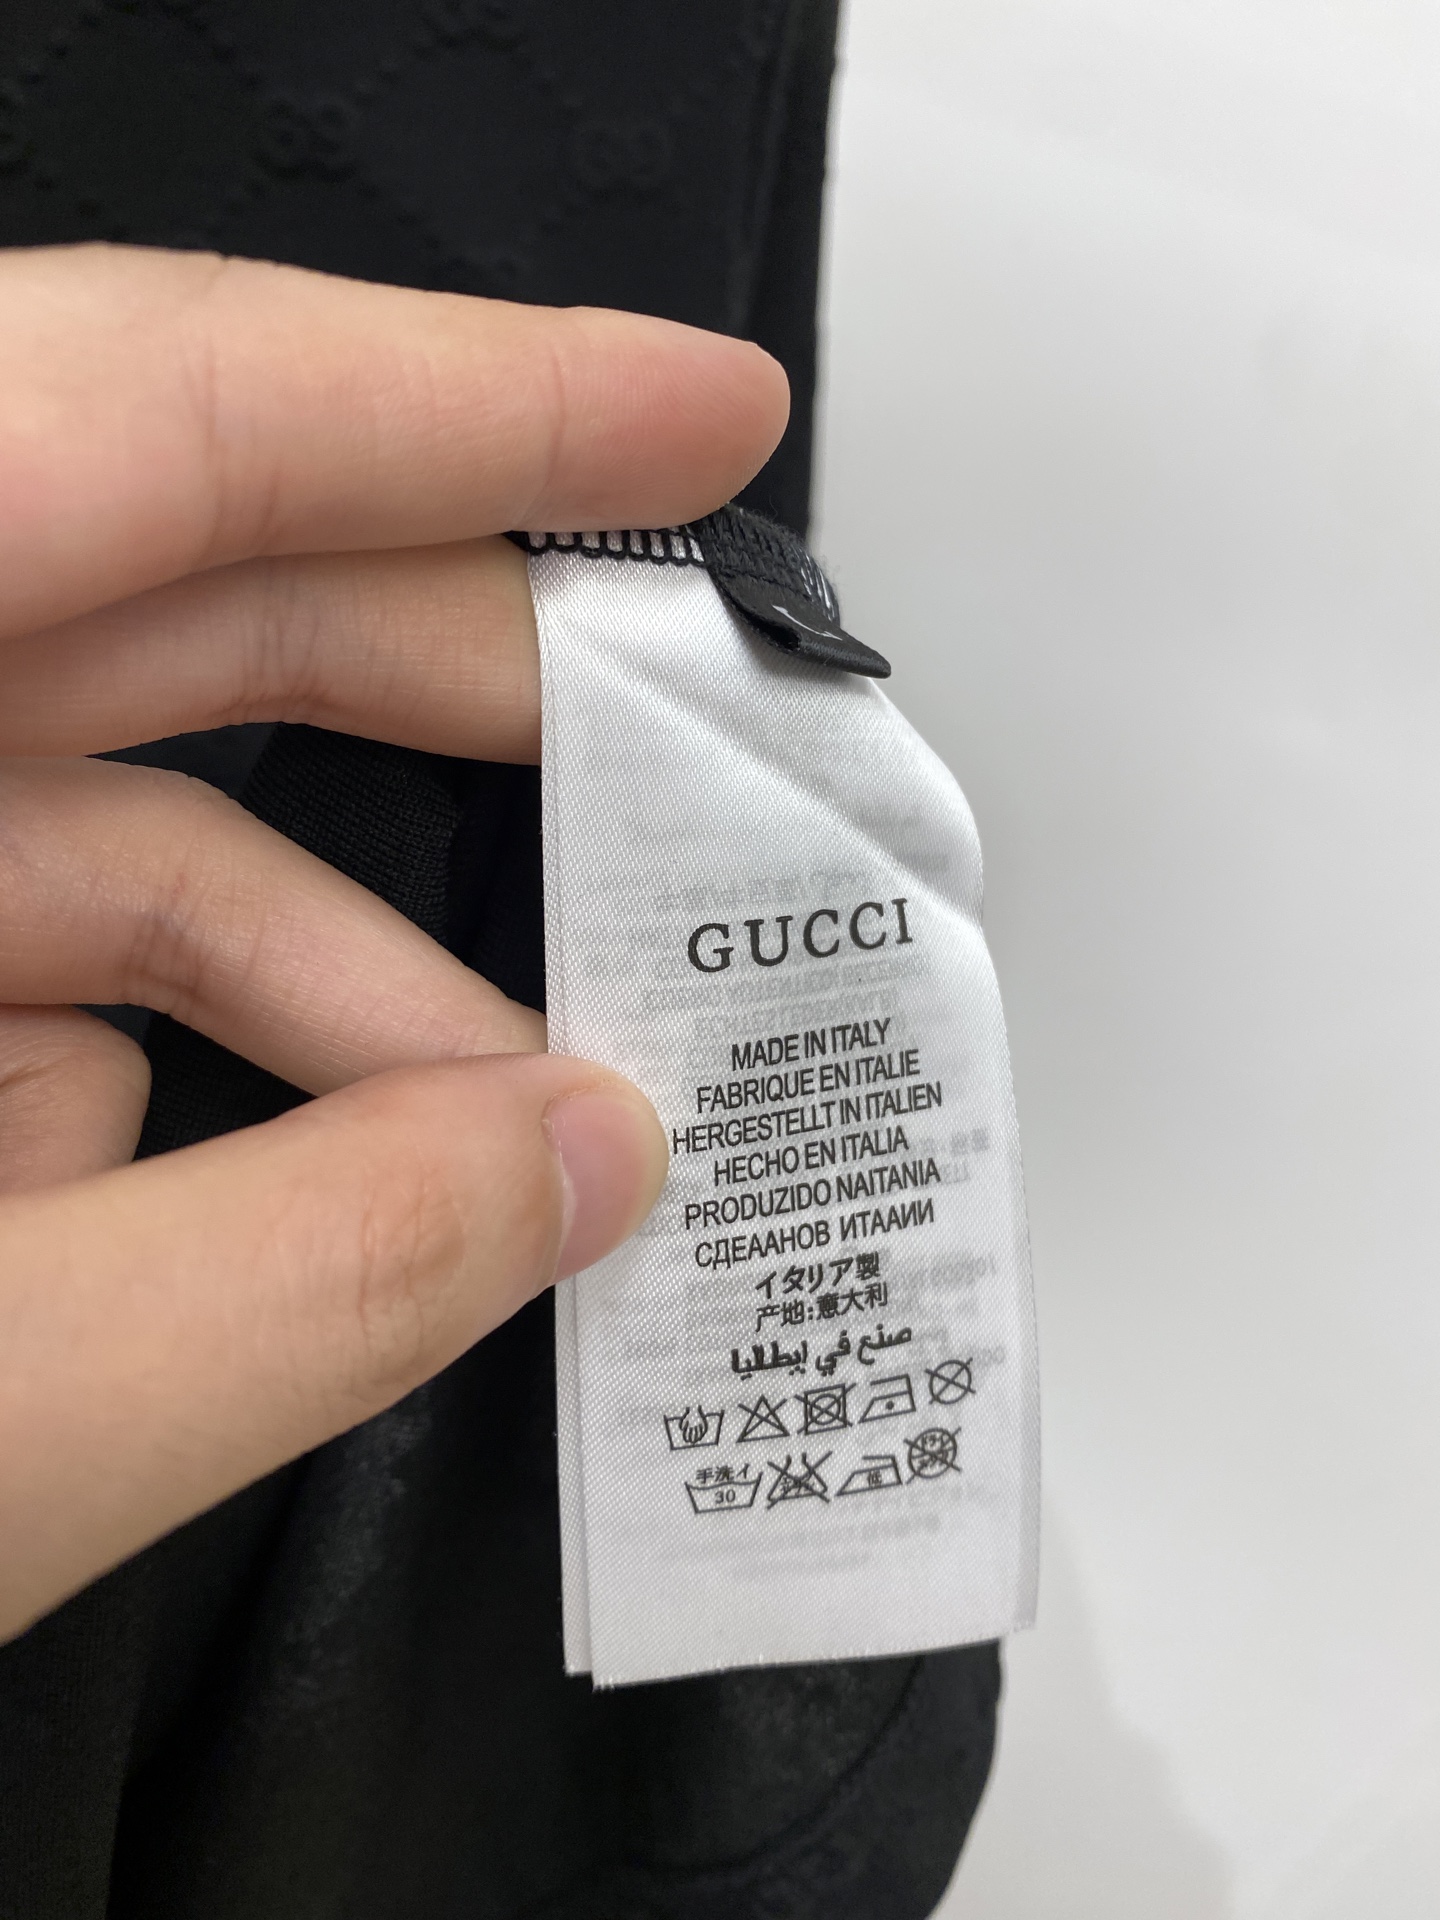 GUCCI
MADE IN ITALY
FABRIQUE EN ITALIE
HERGESTELLT IN ITALIEN
HECHO EN ITALIA
PRODUZIDO NAITANIA
СДЕААНОВ ИТААИИ
イタリア製
产地:意大利
صنع في ايطاليا
手洗イ
30
低